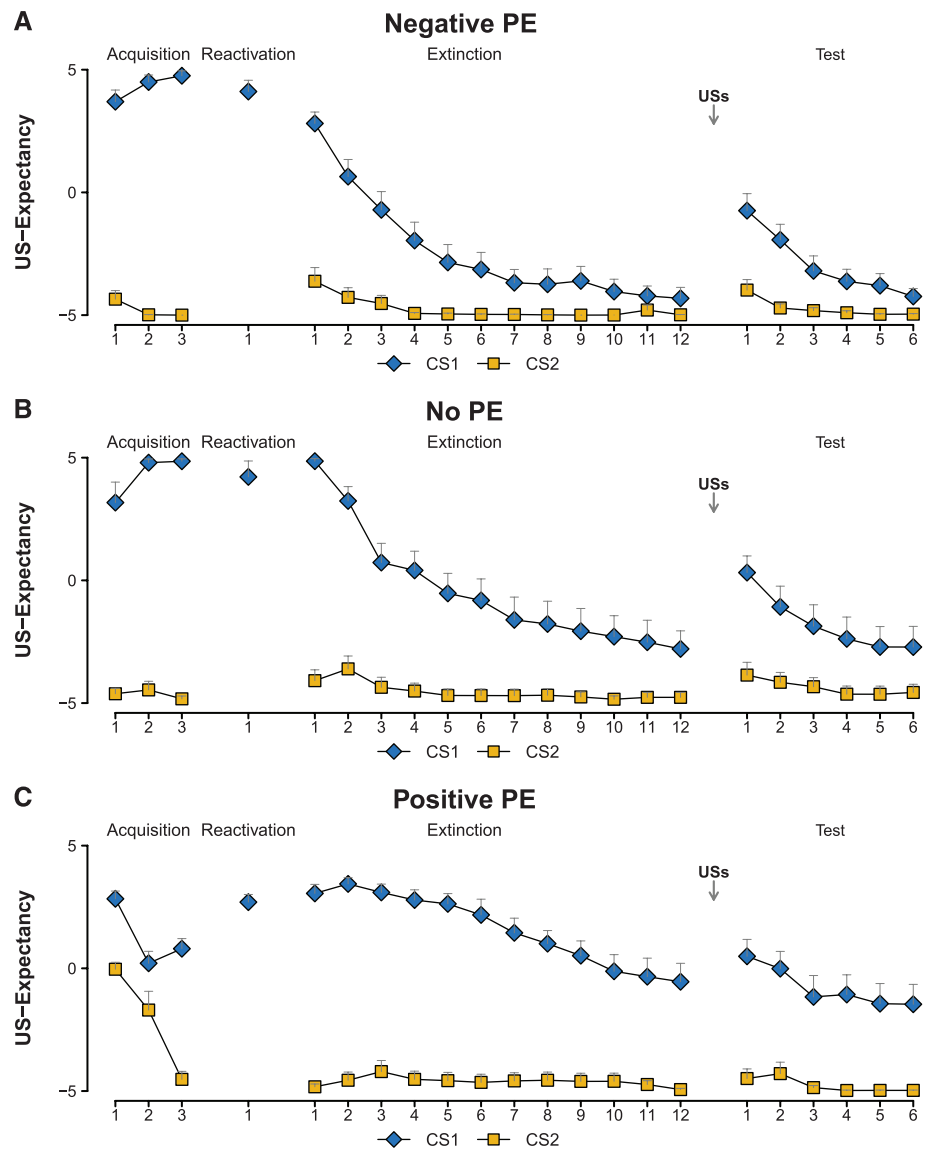 A
Negative PE
Acquisition Reactivation Extinction Test
5
0
−5
US−Expectancy
USs
1 2 3 1 1 2 3 4 5 6 7 8 9 10 11 12 1 2 3 4 5 6
CS1 CS2
B
No PE
Acquisition Reactivation Extinction Test
5
0
−5
US−Expectancy
USs
1 2 3 1 1 2 3 4 5 6 7 8 9 10 11 12 1 2 3 4 5 6
CS1 CS2
C
Positive PE
Acquisition Reactivation Extinction Test
5
0
−5
US−Expectancy
USs
1 2 3 1 1 2 3 4 5 6 7 8 9 10 11 12 1 2 3 4 5 6
CS1 CS2